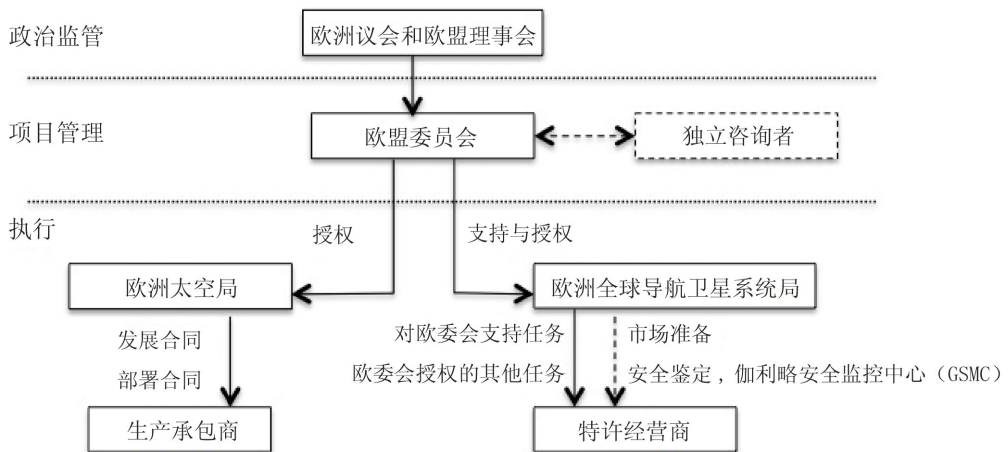 政治监管
欧洲议会和欧盟理事会
项目管理
欧盟委员会
独立咨询者
执行
授权
支持与授权
欧洲太空局
欧洲全球导航卫星系统局
发展合同
部署合同
对欧委会支持任务
欧委会授权的其他任务
市场准备
安全鉴定，伽利略安全监控中心（GSMC）
生产承包商
特许经营商